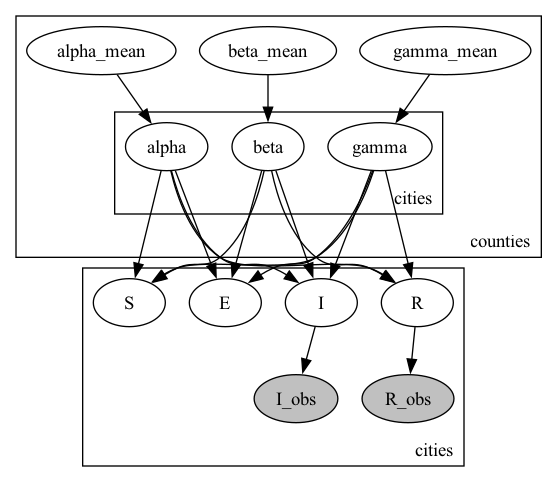 alpha_mean beta_mean gamma_mean
alpha beta gamma
cities
counties
S E I R
I_obs R_obs
cities